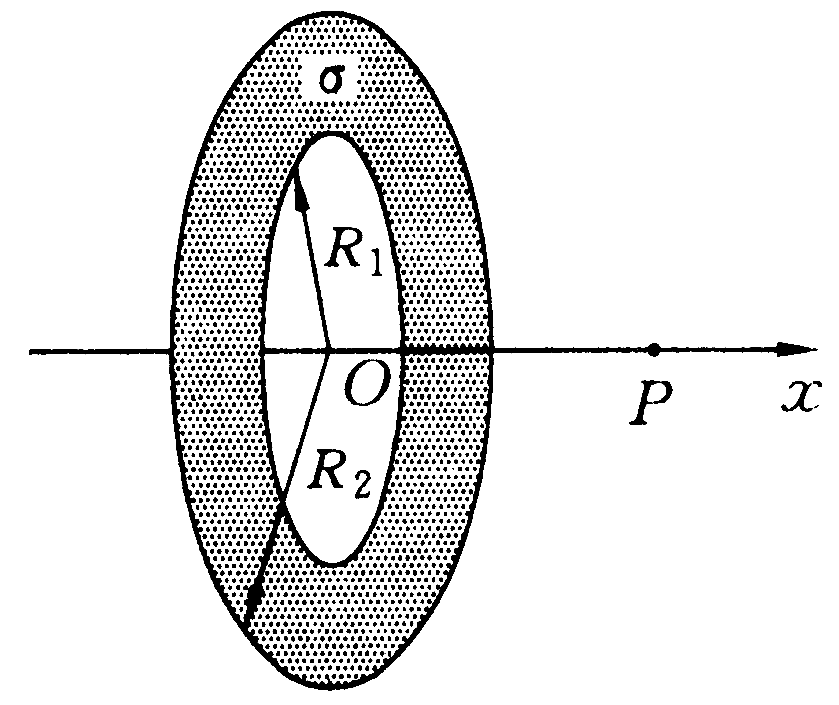 σ
R₁
O
P
x
R₂